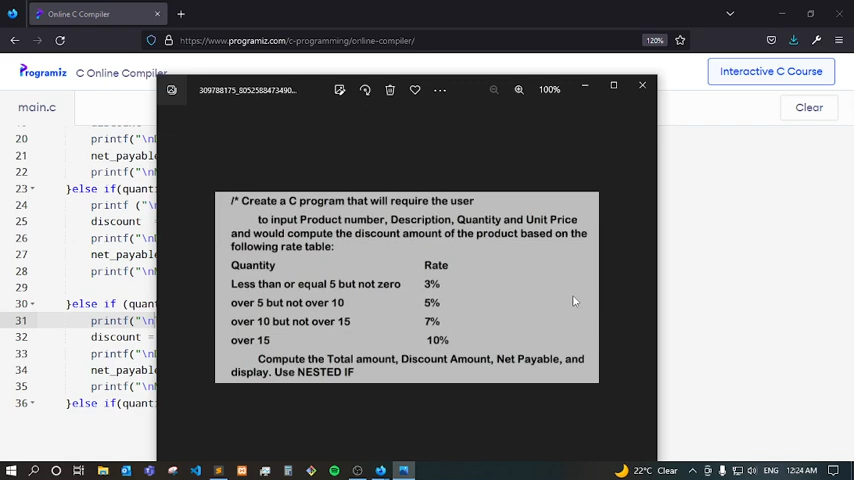 Online C Compiler
https://www.programiz.com/c-programming/online-compiler/
120%
Programiz
C Online Compiler
Interactive C Course
main.c
Clear
309788175_8052588473490...
100%
20 printf("\n
21 net_payable
22 printf("\n
23 }else if(quanti
24 printf ("\n
25 discount
26 printf("\n
27 net_payable
28 printf("\n
29
30 }else if (quant
31 printf("\n
32 discount =
33 printf("\n
34 net_payable
35 printf("\n
36 }else if(quanti
/* Create a C program that will require the user
to input Product number, Description, Quantity and Unit Price
and would compute the discount amount of the product based on the
following rate table:
Quantity Rate
Less than or equal 5 but not zero 3%
over 5 but not over 10 5%
over 10 but not over 15 7%
over 15 10%
Compute the Total amount, Discount Amount, Net Payable, and
display. Use NESTED IF
22°C Clear
ENG
12:24 AM